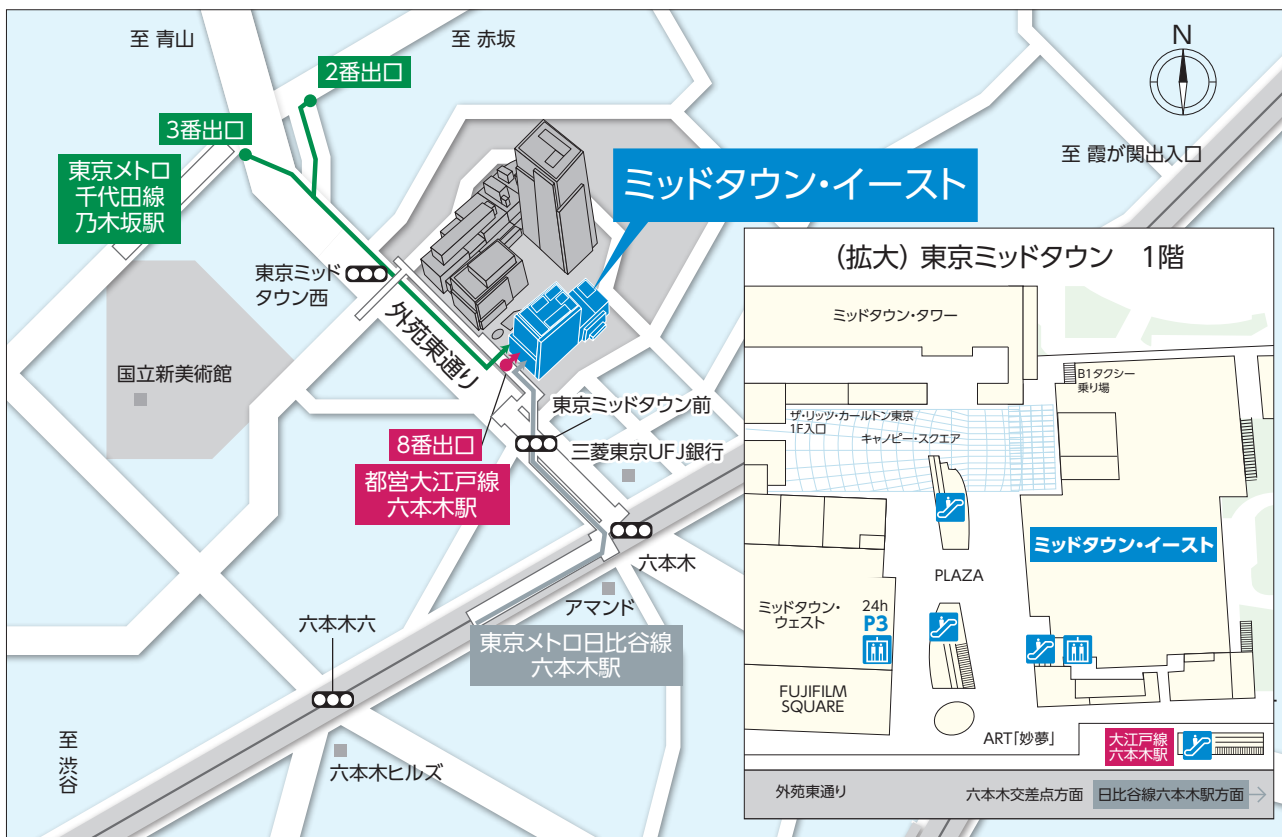 至 青山
至 赤坂
N
2番出口
3番出口
至 霞が関出入口
東京メトロ
千代田線
乃木坂駅
ミッドタウン・イースト
東京ミッド
タウン西
外苑東通り
国立新美術館
東京ミッドタウン前
8番出口
三菱東京UFJ銀行
都営大江戸線
六本木駅
六本木
アマンド
六本木六
東京メトロ日比谷線
六本木駅
至 渋谷
六本木ヒルズ
(拡大) 東京ミッドタウン 1階
ミッドタウン・タワー
B1タクシー
乗り場
ザ・リッツ・カールトン東京
1F入口
キャノピー・スクエア
ミッドタウン・イースト
PLAZA
ミッドタウン・
ウェスト
24h
P3
FUJIFILM
SQUARE
ART「妙夢」
大江戸線
六本木駅
外苑東通り
六本木交差点方面
日比谷線六本木駅方面→